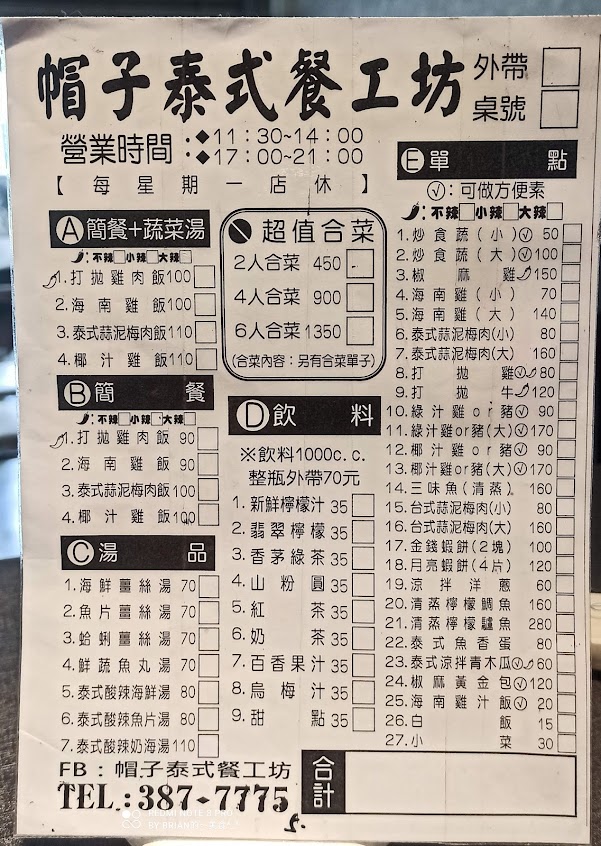 帽子泰式餐工坊
外帶
桌號
營業時間:◆11:30~14:00
:◆17:00~21:00
【每星期一店休】
A簡餐+蔬菜湯
:不辣 小辣 大辣
1.打拋雞肉飯100
2.海南雞飯100
3.泰式蒜泥梅肉飯110
4.椰汁雞飯110
B簡餐
:不辣 小辣 大辣
1.打拋雞肉飯 90
2.海南雞飯 90
3.泰式蒜泥梅肉飯100
4.椰汁雞飯100
C湯品
1.海鮮薑絲湯 70
2.魚片薑絲湯 70
3.蛤蜊薑絲湯 70
4.鮮蔬魚丸湯 70
5.泰式酸辣海鮮湯 80
6.泰式酸辣魚片湯 80
7.泰式酸辣奶海湯110
超值合菜
2人合菜 450
4人合菜 900
6人合菜1350
(合菜內容:另有合菜單子)
D飲料
※飲料1000c.c.
整瓶外帶70元
1.新鮮檸檬汁 35
2.翡翠檸檬 35
3.香茅綠茶 35
4.山粉圓 35
5.紅茶 35
6.奶茶 35
7.百香果汁 35
8.烏梅汁 35
9.甜點 35
E單點
Ⓥ:可做方便素
:不辣 小辣 大辣
1.炒食蔬(小)Ⓥ 50
2.炒食蔬(大)Ⓥ100
3.椒麻雞 150
4.海南雞(小) 70
5.海南雞(大) 140
6.泰式蒜泥梅肉(小) 80
7.泰式蒜泥梅肉(大) 160
8.打拋雞Ⓥ 80
9.打拋牛 120
10.綠汁雞or豬Ⓥ 90
11.綠汁雞or豬(大)Ⓥ170
12.椰汁雞or豬Ⓥ 90
13.椰汁雞or豬(大)Ⓥ170
14.三味魚(清蒸) 160
15.台式蒜泥梅肉(小) 80
16.台式蒜泥梅肉(大) 160
17.金錢蝦餅(2塊) 100
18.月亮蝦餅(4片) 120
19.涼拌洋蔥 60
20.清蒸檸檬鯛魚 160
21.清蒸檸檬鱸魚 280
22.泰式魚香蛋 80
23.泰式涼拌青木瓜Ⓥ 60
24.椒麻黃金包Ⓥ120
25.海南雞汁飯Ⓥ 20
26.白飯 15
27.小菜 30
FB:帽子泰式餐工坊
TEL:387-7775
合計
REDMI NOTE 2 PRO